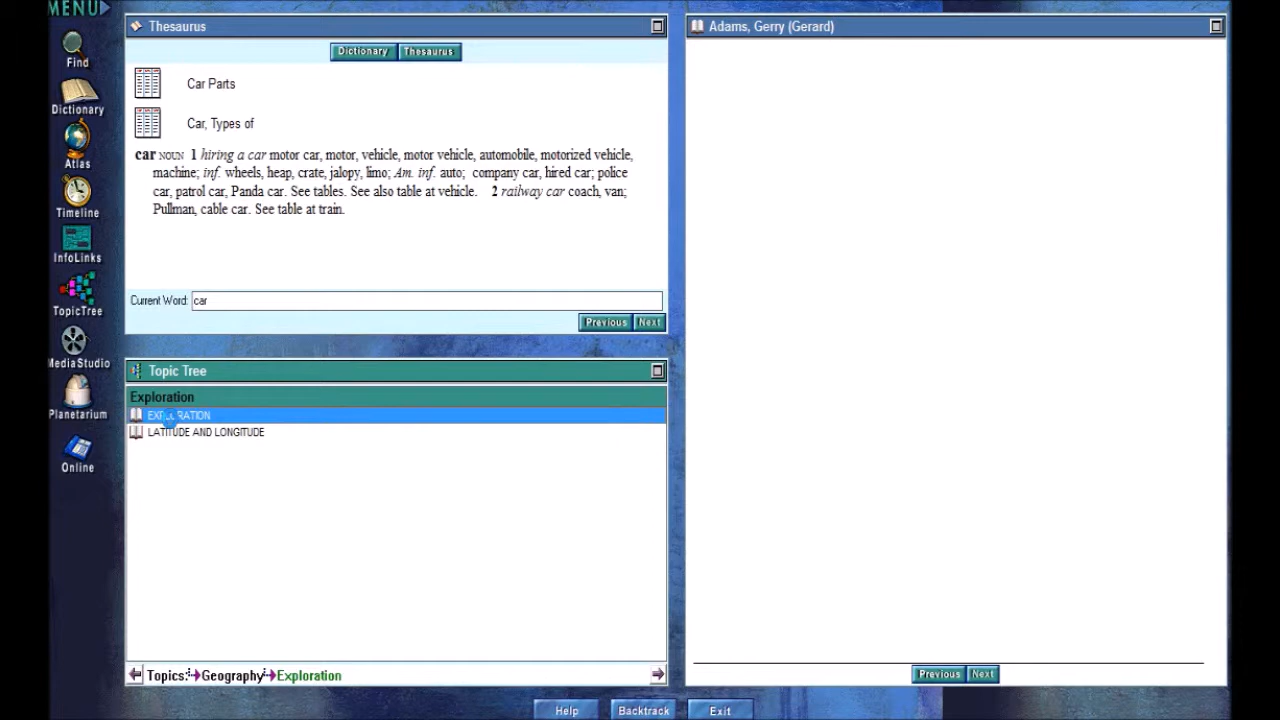 MENU
Find
Dictionary
Atlas
Timeline
InfoLinks
TopicTree
MediaStudio
Planetarium
Online
Thesaurus
Dictionary Thesaurus
Car Parts
Car, Types of
car NOUN 1 hiring a car motor car, motor, vehicle, motor vehicle, automobile, motorized vehicle,
machine; inf. wheels, heap, crate, jalopy, limo; Am. inf. auto; company car, hired car; police
car, patrol car, Panda car. See tables. See also table at vehicle. 2 railway car coach, van;
Pullman, cable car. See table at train.
Current Word: car
Previous Next
Topic Tree
Exploration
EXPLORATION
LATITUDE AND LONGITUDE
Topics: Geography Exploration
Adams, Gerry (Gerard)
Previous Next
Help Backtrack Exit